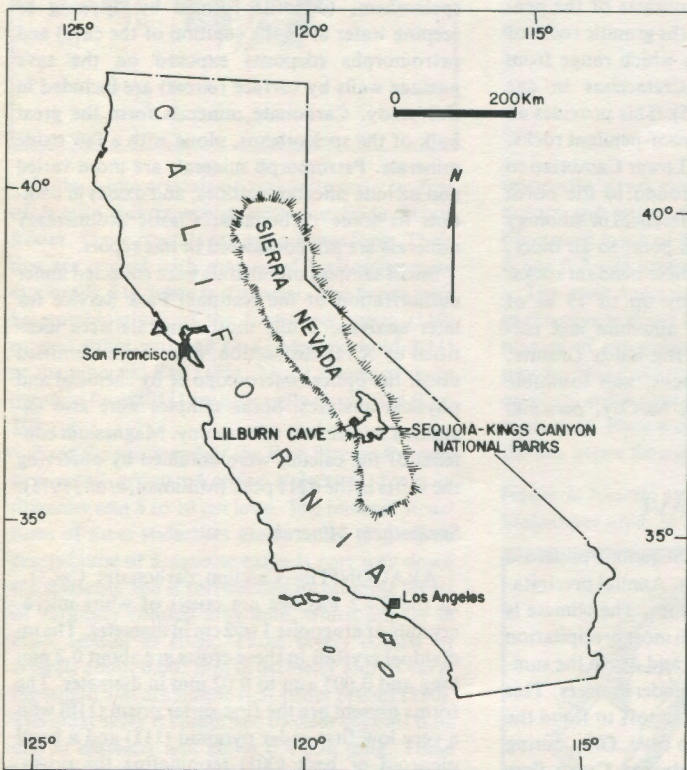 125°
120°
115°
0
200Km
40°
40°
N
CALIFORNIA
SIERRA NEVADA
San Francisco
LILBURN CAVE
SEQUOIA-KINGS CANYON
NATIONAL PARKS
35°
35°
Los Angeles
125°
120°
115°